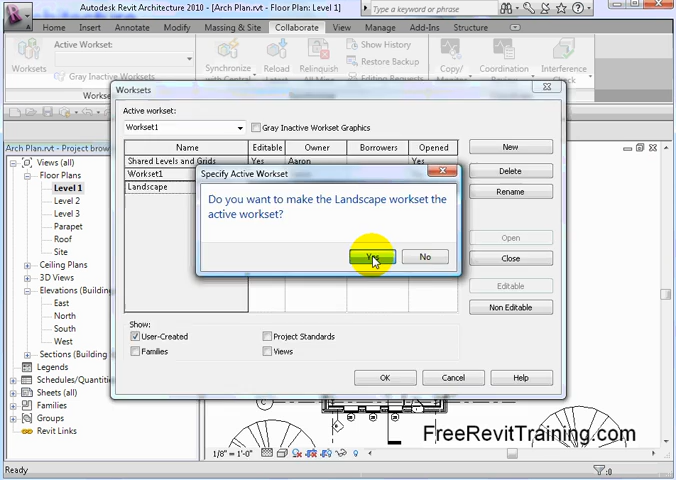 Autodesk Revit Architecture 2010 - [Arch Plan.rvt - Floor Plan: Level 1]
Type a keyword or phrase
Home Insert Annotate Modify Massing & Site Collaborate View Manage Add-Ins Structure
Active Workset:
Gray Inactive Worksets
Worksets
Synchronize with Central
Reload Latest
Show History
Restore Backup
Editing Requests
Copy/Monitor
Coordination Review
Interference Check
Arch Plan.rvt - Project brow
Views (all)
Floor Plans
Level 1
Level 2
Level 3
Parapet
Roof
Site
Ceiling Plans
3D Views
Elevations (Building
East
North
South
West
Sections (Building
Legends
Schedules/Quantitie
Sheets (all)
Families
Groups
Revit Links
Worksets
Active workset:
Workset1
Gray Inactive Workset Graphics
Name Editable Owner Borrowers Opened
Shared Levels and Grids Yes Aaron Yes
Workset1
Landscape
New
Delete
Rename
Open
Close
Editable
Non Editable
Show:
User-Created
Project Standards
Families
Views
OK Cancel Help
Specify Active Workset
Do you want to make the Landscape workset the
active workset?
Yes No
FreeRevitTraining.com
1/8" = 1'-0"
Ready
:0